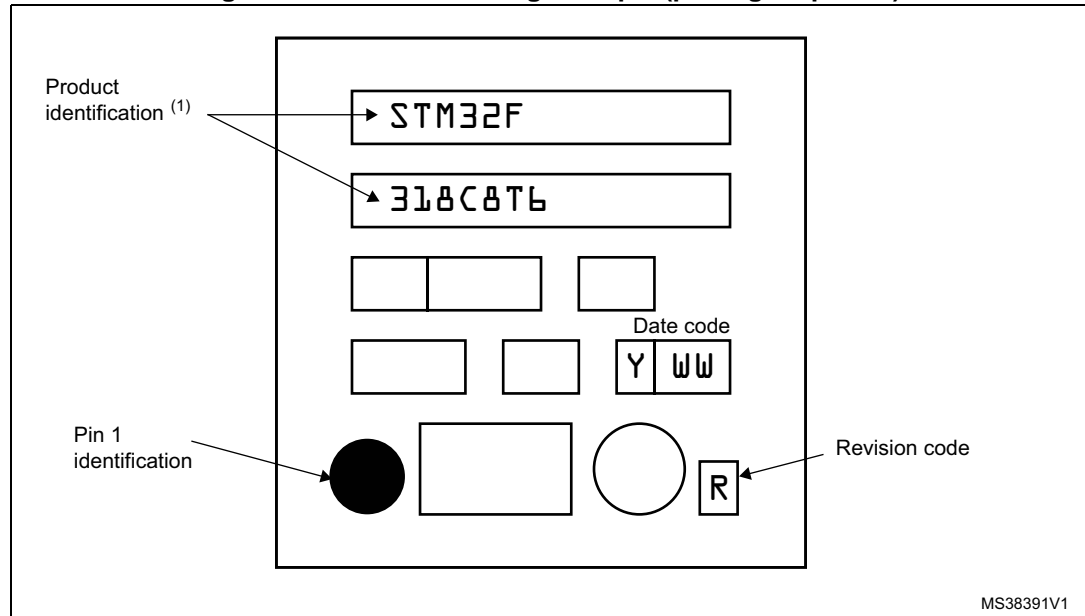 Product
identification (1)
STM32F
318C8T6
Date code
Y WW
Pin 1
identification
Revision code
R
MS38391V1